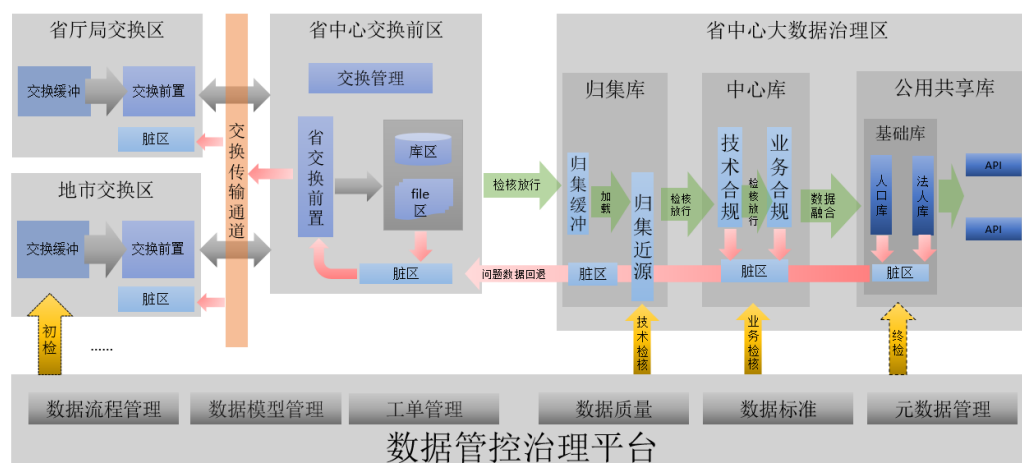 省厅局交换区
交换缓冲
交换前置
脏区
地市交换区
交换缓冲
交换前置
脏区
初检
......
交换传输通道
省中心交换前区
交换管理
省交换前置
库区
file
区
脏区
检核放行
问题数据回退
省中心大数据治理区
归集库
归集缓冲
加载
归集近源
脏区
检核
放行
中心库
技术合规
检核放行
业务合规
脏区
数据
融合
公用共享库
基础库
人口库
法人库
脏区
API
API
技术检核
业务检核
终检
数据流程管理
数据模型管理
工单管理
数据质量
数据标准
元数据管理
数据管控治理平台